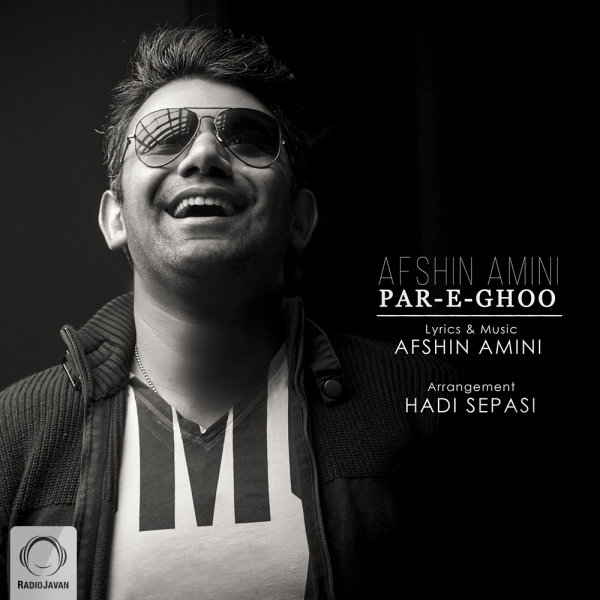 AFSHIN AMINI
PAR-E-GHOO
Lyrics & Music
AFSHIN AMINI
Arrangement
HADI SEPASI
RADIOJAVAN